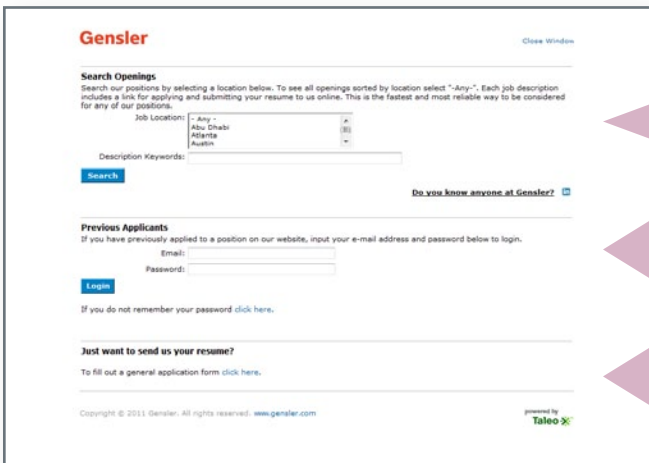 Gensler
Close Window
Search Openings
Search our positions by selecting a location below. To see all openings sorted by location select "-Any-". Each job description
includes a link for applying and submitting your resume to us online. This is the fastest and most reliable way to be considered
for any of our positions.
Job Location:
- Any -
Abu Dhabi
Atlanta
Austin
Description Keywords:
Search
Do you know anyone at Gensler? in
Previous Applicants
If you have previously applied to a position on our website, input your e-mail address and password below to login.
Email:
Password:
Login
If you do not remember your password click here.
Just want to send us your resume?
To fill out a general application form click here.
Copyright © 2011 Gensler. All rights reserved. www.gensler.com
powered by
Taleo